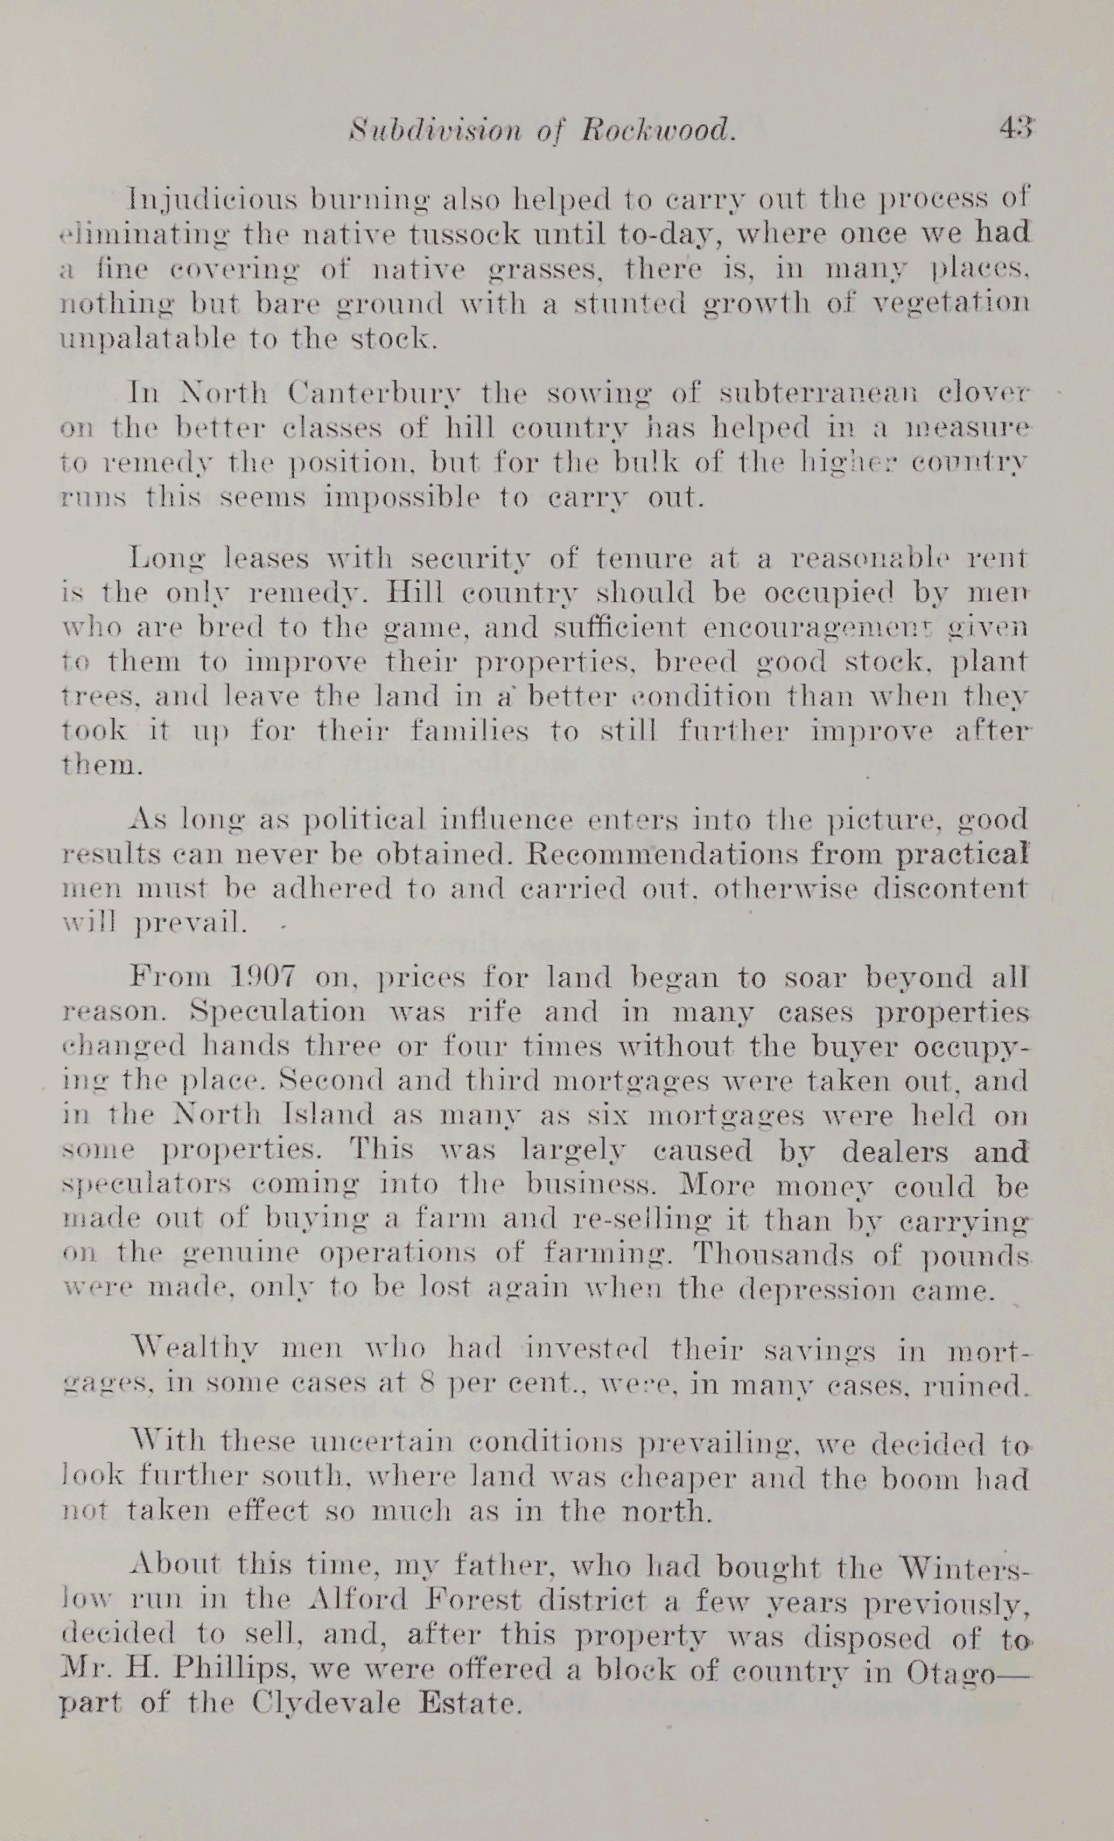 Subdivision of Rockwood. 43
Injudicious burning also helped to carry out the process of
eliminating the native tussock until to-day, where once we had
a fine covering of native grasses, there is, in many places,
nothing but bare ground with a stunted growth of vegetation
unpalatable to the stock.
In North Canterbury the sowing of subterranean clover
on the better classes of hill country has helped in a measure
to remedy the position, but for the bulk of the higher country
runs this seems impossible to carry out.
Long leases with security of tenure at a reasonable rent
is the only remedy. Hill country should be occupied by men
who are bred to the game, and sufficient encouragement given
to them to improve their properties, breed good stock, plant
trees, and leave the land in a better condition than when they
took it up for their families to still further improve after
them.
As long as political influence enters into the picture, good
results can never be obtained. Recommendations from practical
men must be adhered to and carried out, otherwise discontent
will prevail.
From 1907 on, prices for land began to soar beyond all
reason. Speculation was rife and in many cases properties
changed hands three or four times without the buyer occupy-
ing the place. Second and third mortgages were taken out, and
in the North Island as many as six mortgages were held on
some properties. This was largely caused by dealers and
speculators coming into the business. More money could be
made out of buying a farm and re-selling it than by carrying
on the genuine operations of farming. Thousands of pounds
were made, only to be lost again when the depression came.
Wealthy men who had invested their savings in mort-
gages, in some cases at 8 per cent., were, in many cases, ruined.
With these uncertain conditions prevailing, we decided to
look further south, where land was cheaper and the boom had
not taken effect so much as in the north.
About this time, my father, who had bought the Winters-
low run in the Alford Forest district a few years previously,
decided to sell, and, after this property was disposed of to
Mr. H. Phillips, we were offered a block of country in Otago—
part of the Clydevale Estate.